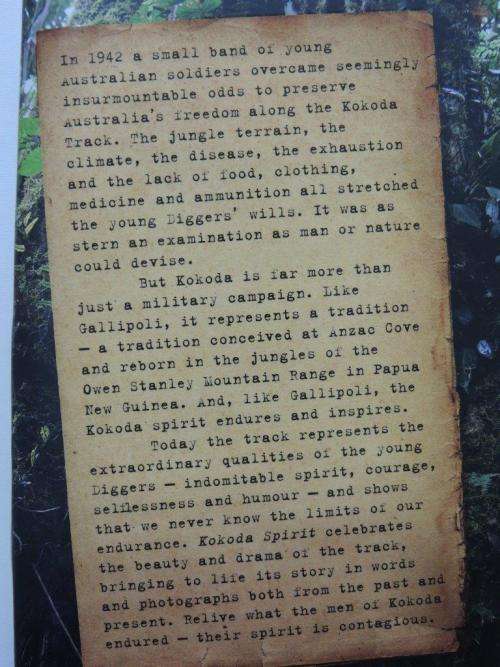 In 1942 a small band of young
Australian soldiers overcame seemingly
insurmountable odds to preserve
Australia's freedom along the Kokoda
Track. The jungle terrain, the
climate, the disease, the exhaustion
and the lack of food, clothing,
medicine and ammunition all stretched
the young Diggers' wills. It was as
stern an examination as man or nature
could devise.
But Kokoda is far more than
just a military campaign. Like
Gallipoli, it represents a tradition
— a tradition conceived at Anzac Cove
and reborn in the jungles of the
Owen Stanley Mountain Range in Papua
New Guinea. And, like Gallipoli, the
Kokoda spirit endures and inspires.
Today the track represents the
extraordinary qualities of the young
Diggers — indomitable spirit, courage,
selflessness and humour — and shows
that we never know the limits of our
endurance. Kokoda Spirit celebrates
the beauty and drama of the track,
bringing to life its story in words
and photographs both from the past and
present. Relive what the men of Kokoda
endured — their spirit is contagious.